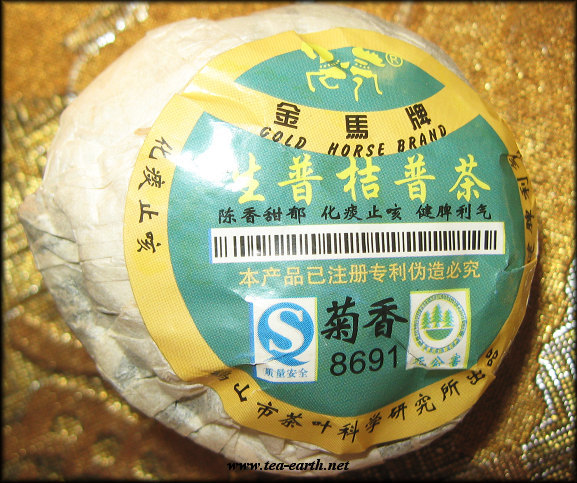 ®
金馬牌
GOLD HORSE BRAND
生普桔普茶
陈香甜郁 化痰止咳 健脾利气
本产品已注册专利伪造必究
S
质量安全
菊香
8691
无公害
化痰止咳
市茶叶科学研究所出品
www.tea-earth.net